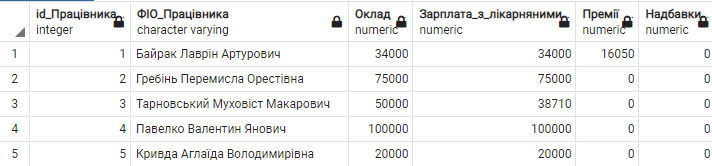 id_Працівника ФІО_Працівника Оклад Зарплата_з_лікарняними Премії Надбавки
integer character varying numeric numeric numeric numeric
1 1 Байрак Лаврін Артурович 34000 34000 16050 0
2 2 Гребінь Перемисла Орестівна 75000 75000 0 0
3 3 Тарновський Муховіст Макарович 50000 38710 0 0
4 4 Павелко Валентин Янович 100000 100000 0 0
5 5 Кривда Аглаїда Володимирівна 20000 20000 0 0